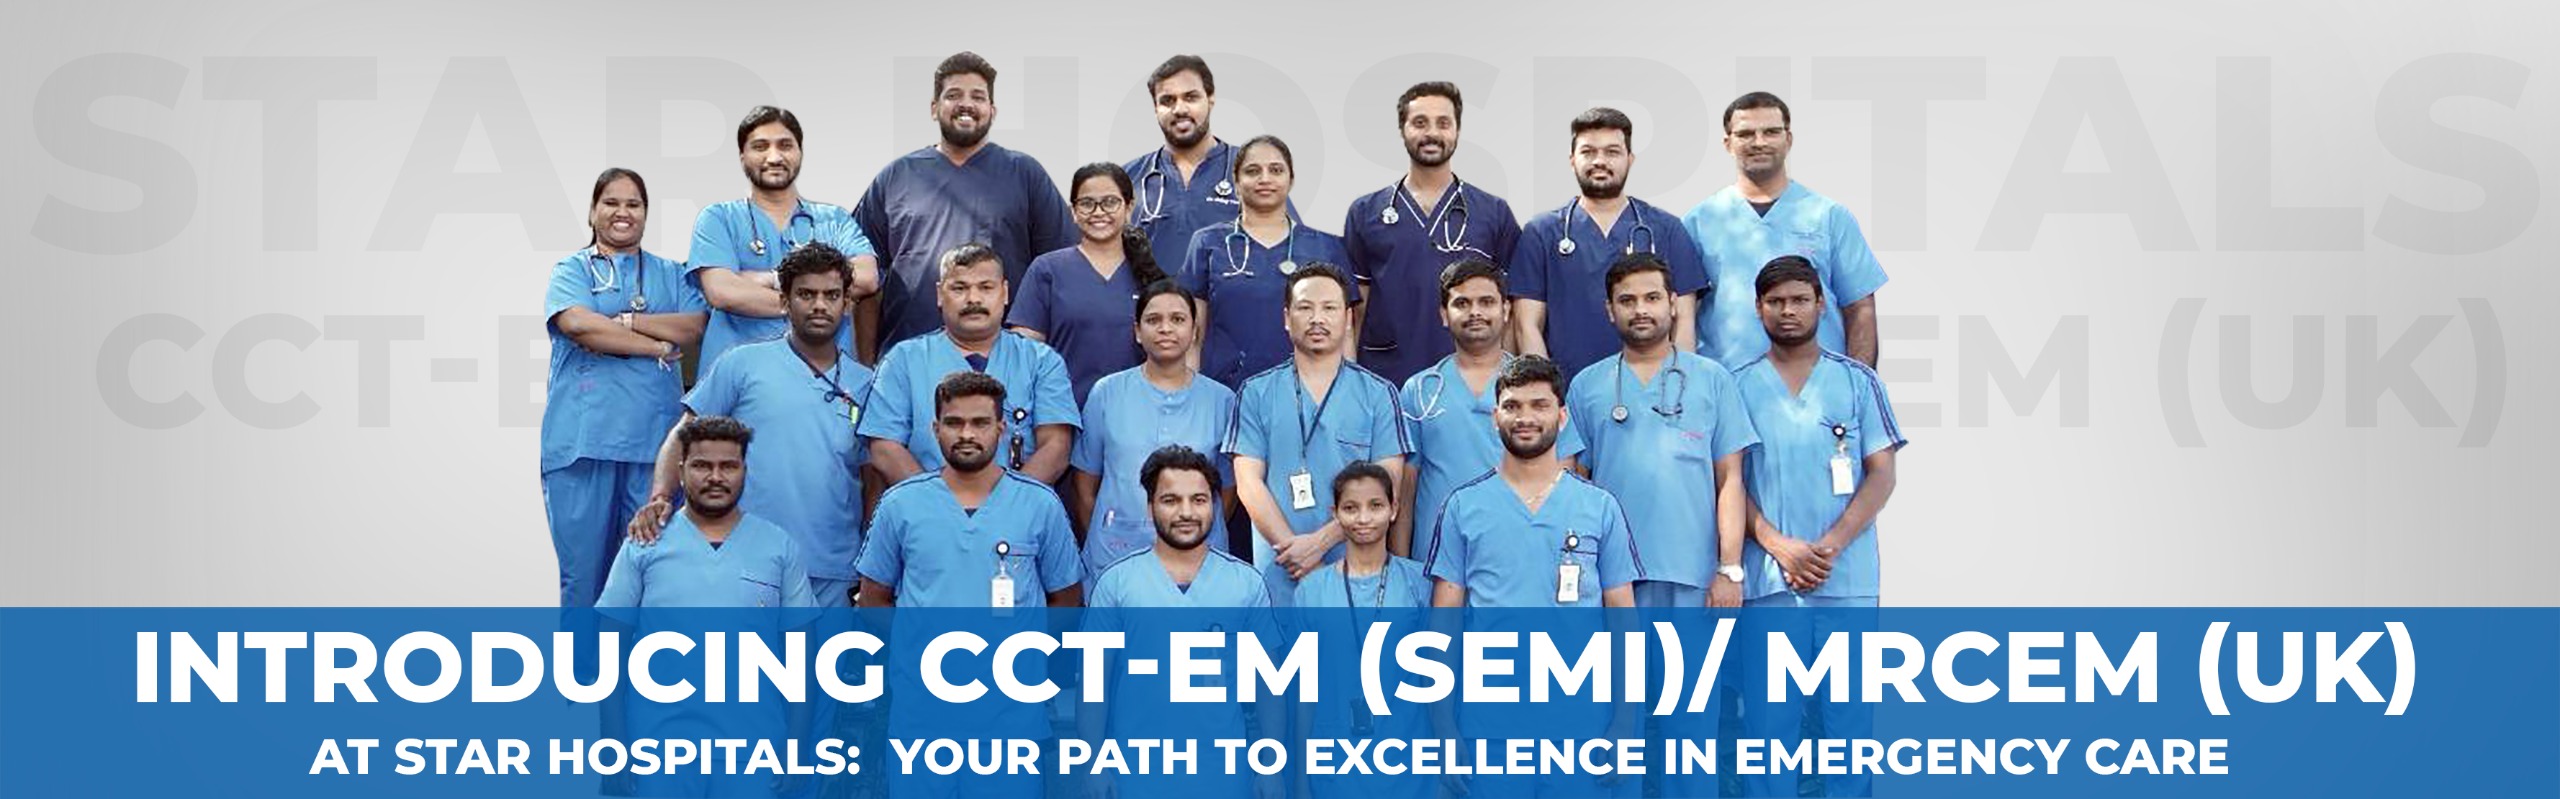 STAR HOSPITALS
CCT-E EM (UK)
INTRODUCING CCT-EM (SEMI)/ MRCEM (UK)
AT STAR HOSPITALS: YOUR PATH TO EXCELLENCE IN EMERGENCY CARE